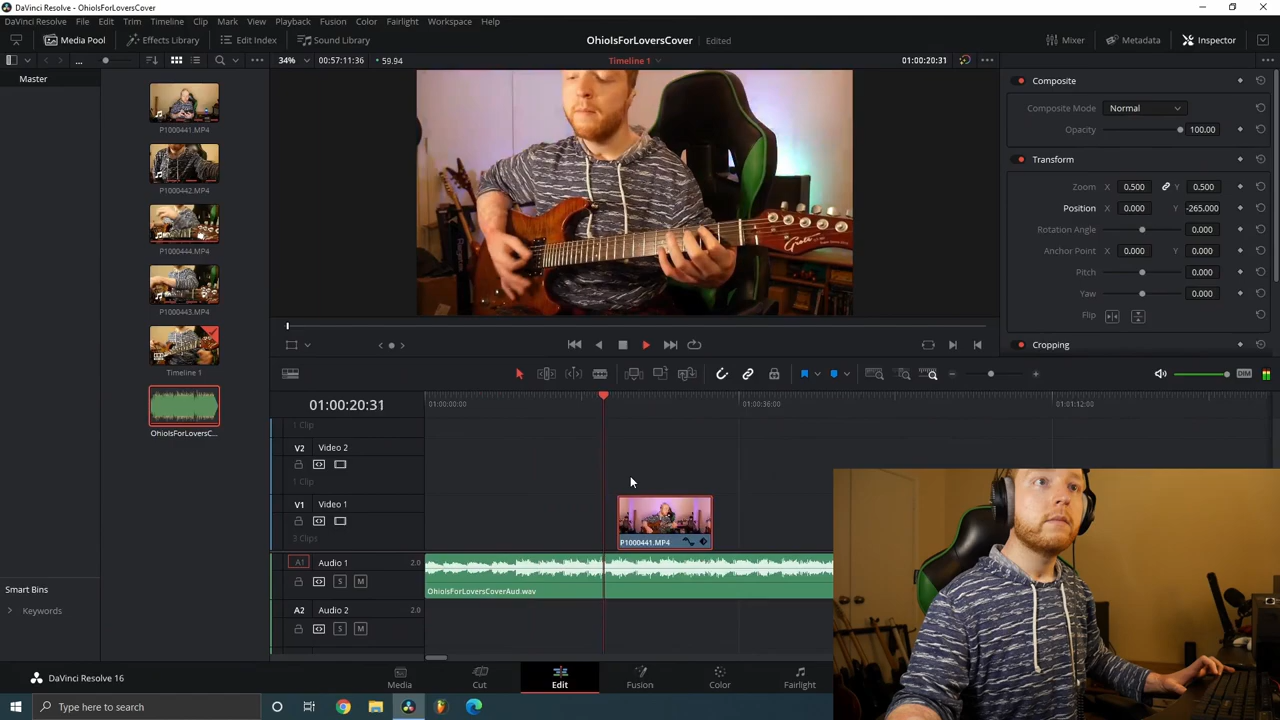 DaVinci Resolve - OhioIsForLoversCover
DaVinci Resolve File Edit Trim Timeline Clip Mark View Playback Fusion Color Fairlight Workspace Help
Media Pool Effects Library Edit Index Sound Library OhioIsForLoversCover Edited Mixer Metadata Inspector
... 34% 00:57:11:36 59.94 Timeline 1 01:00:20:31
Master
P1000441.MP4
P1000442.MP4
P1000444.MP4
P1000443.MP4
Timeline 1
OhioIsForLoversC...
Smart Bins
Keywords
Composite
Composite Mode Normal
Opacity 100.00
Transform
Zoom X 0.500 Y 0.500
Position X 0.000 Y -265.000
Rotation Angle 0.000
Anchor Point X 0.000 Y 0.000
Pitch 0.000
Yaw 0.000
Flip
Cropping
DIM
01:00:20:31 01:00:00:00 01:00:36:00 01:01:12:00
1 Clip
V2 Video 2
1 Clip
V1 Video 1
3 Clips
P1000441.MP4
A1 Audio 1 2.0
S M
OhioIsForLoversCoverAud.wav
A2 Audio 2 2.0
S M
DaVinci Resolve 16 Media Cut Edit Fusion Color Fairlight
Type here to search